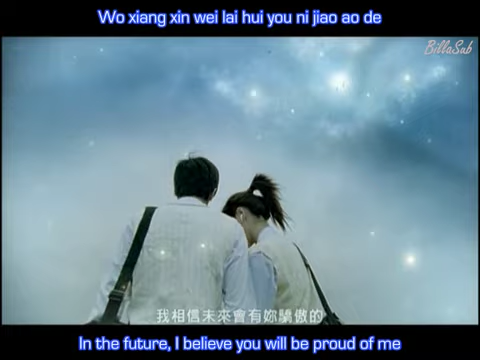 Wo xiang xin wei lai hui you ni jiao ao de
BillaSub
我相信未來會有妳驕傲的
In the future, I believe you will be proud of me